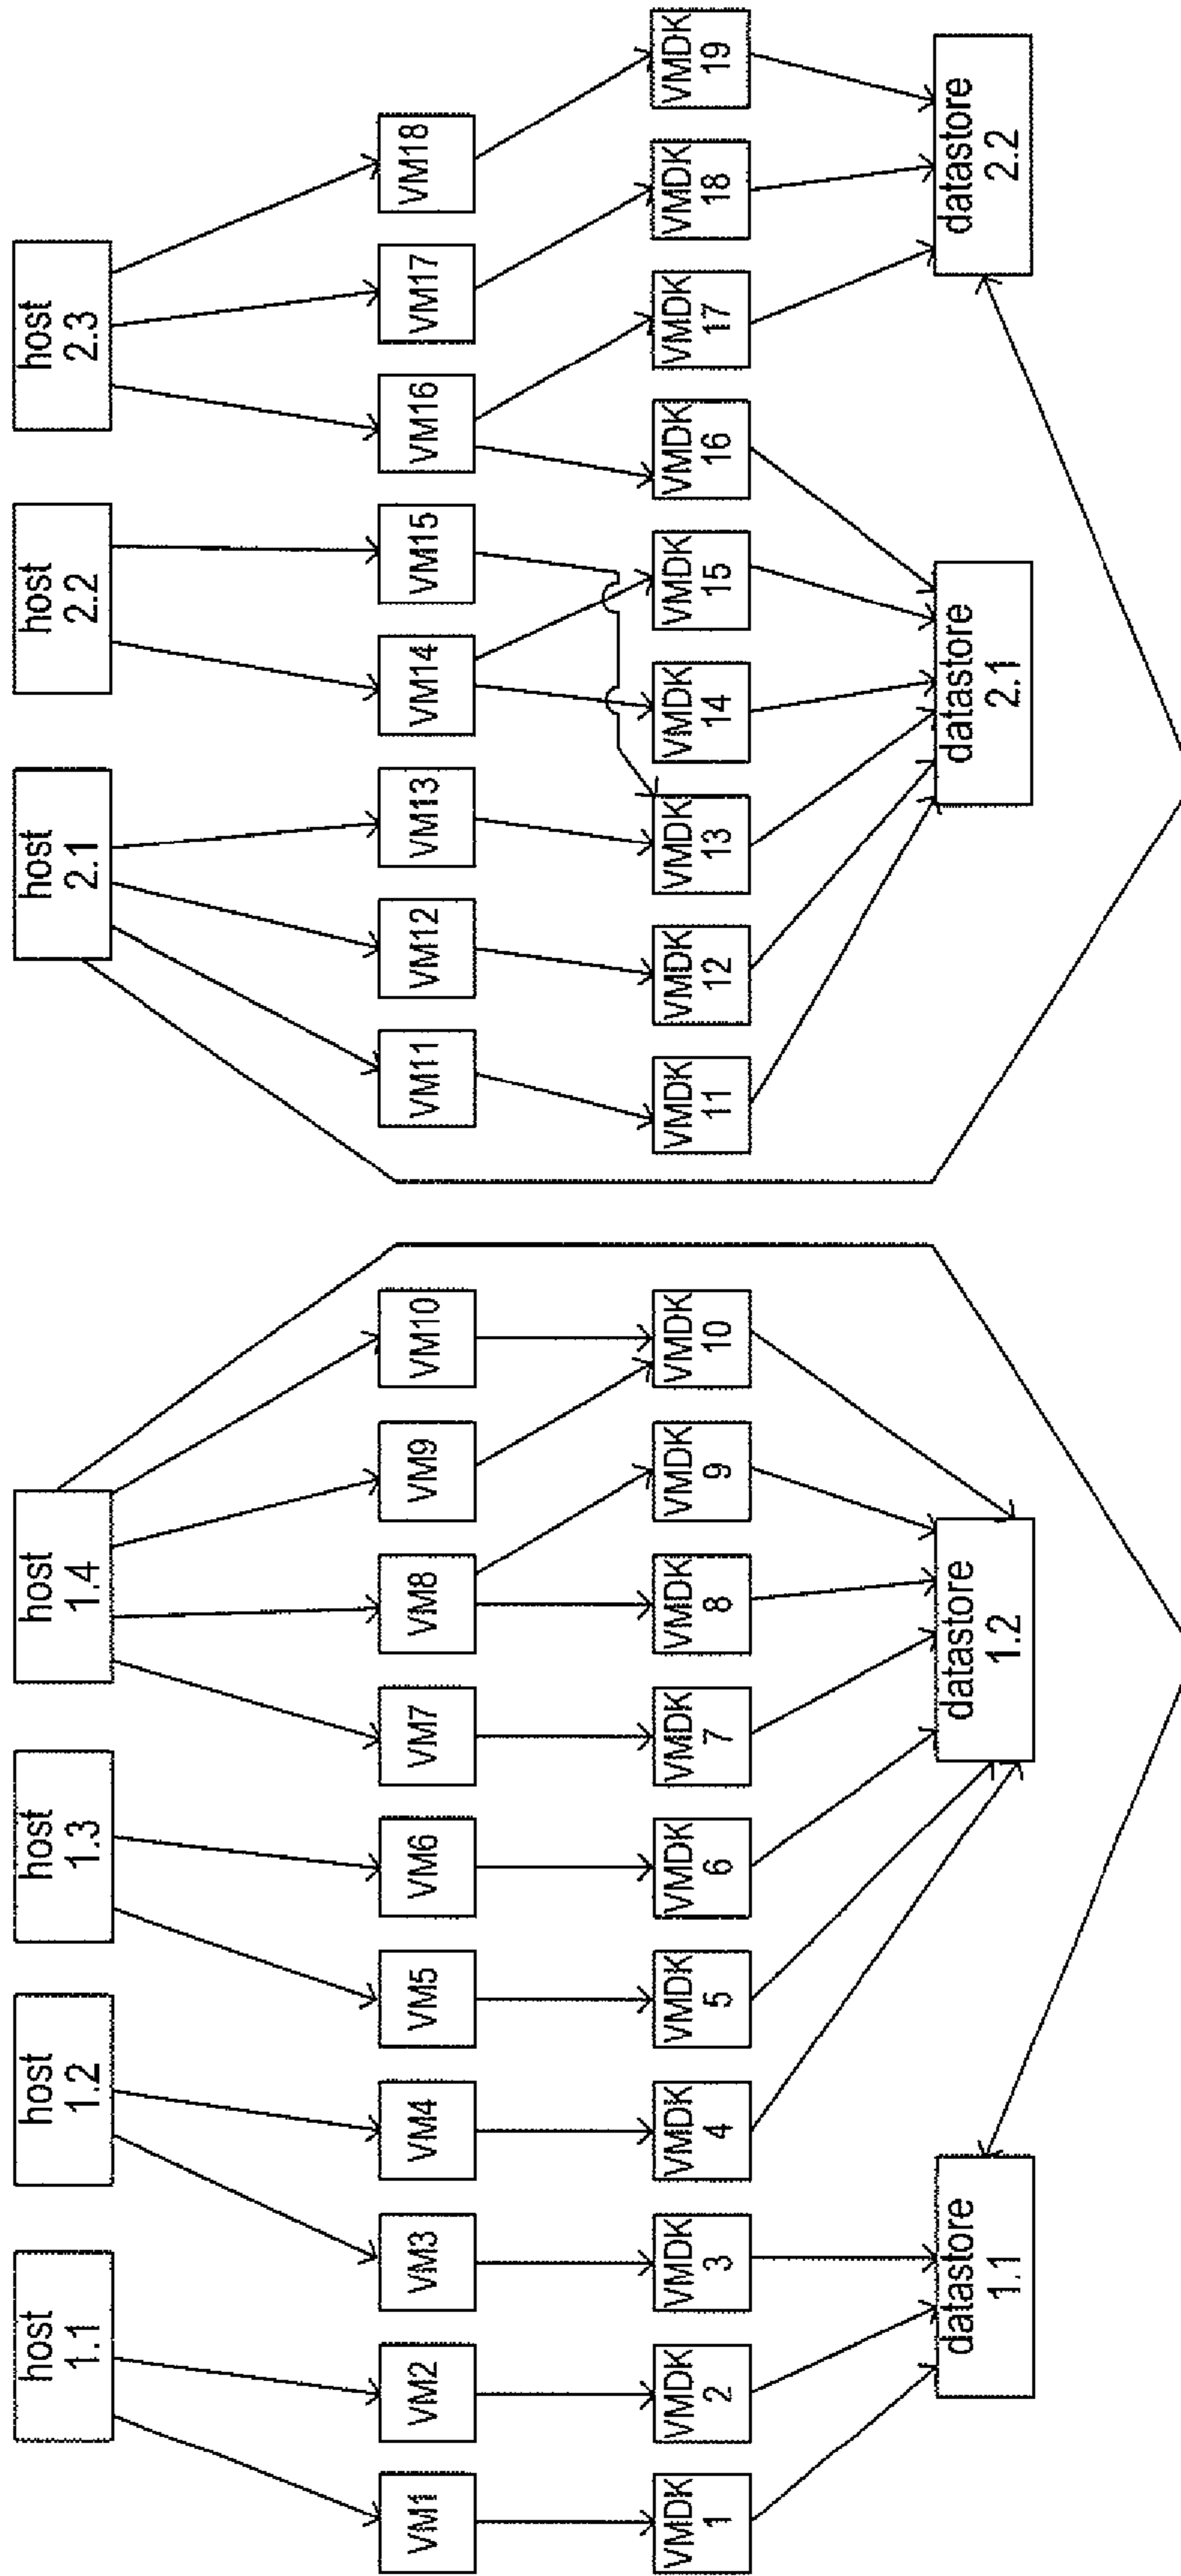 host
1.1
host
1.2
host
1.3
host
1.4
host
2.1
host
2.2
host
2.3
VM1
VM2
VM3
VM4
VM5
VM6
VM7
VM8
VM9
VM10
VM11
VM12
VM13
VM14
VM15
VM16
VM17
VM18
VMDK
1
VMDK
2
VMDK
3
VMDK
4
VMDK
5
VMDK
6
VMDK
7
VMDK
8
VMDK
9
VMDK
10
VMDK
11
VMDK
12
VMDK
13
VMDK
14
VMDK
15
VMDK
16
VMDK
17
VMDK
18
VMDK
19
datastore
1.1
datastore
1.2
datastore
2.1
datastore
2.2